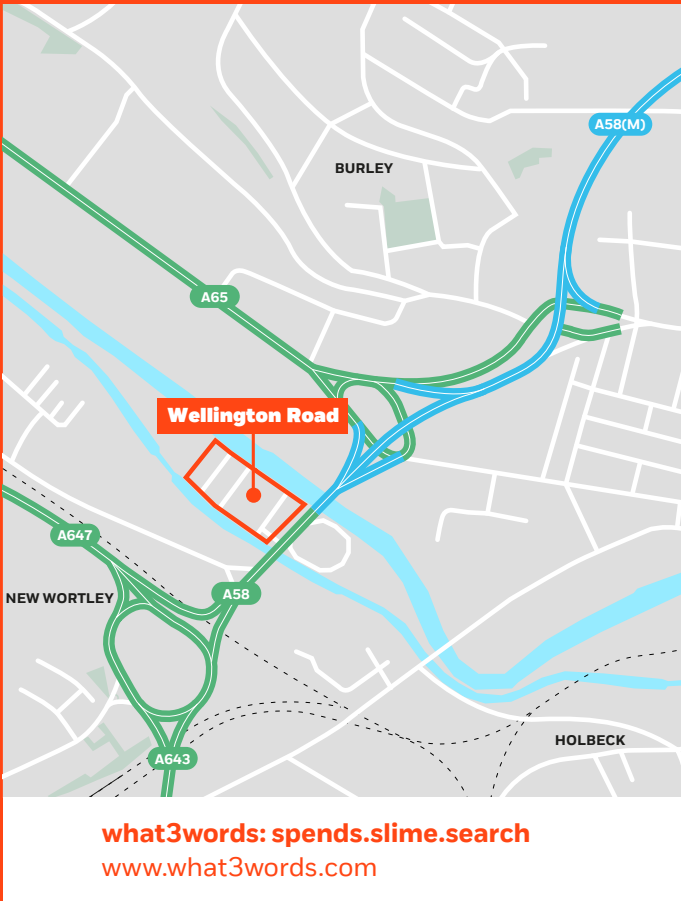 A58(M)
BURLEY
A65
Wellington Road
A647
A58
NEW WORTLEY
HOLBECK
A643
what3words: spends.slime.search
www.what3words.com